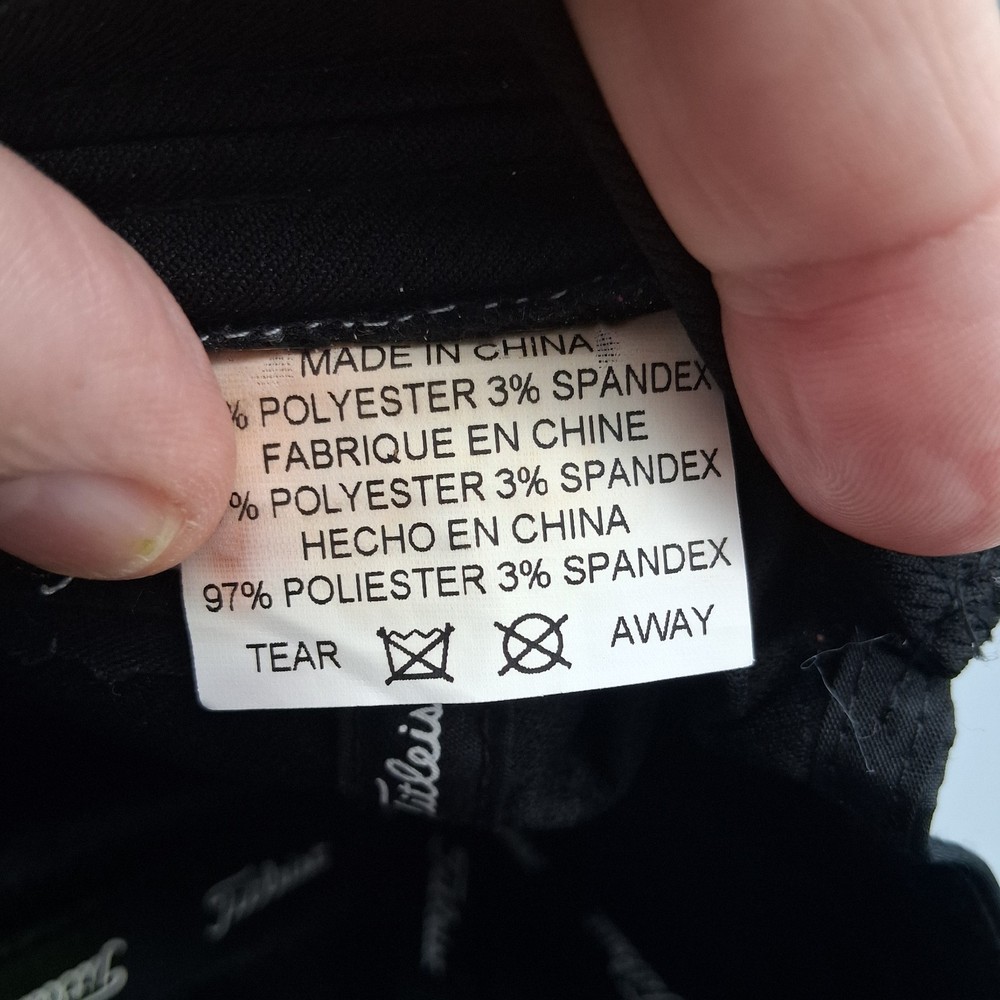 MADE IN CHINA
% POLYESTER 3% SPANDEX
FABRIQUE EN CHINE
% POLYESTER 3% SPANDEX
HECHO EN CHINA
97% POLIESTER 3% SPANDEX
TEAR AWAY
Titleis